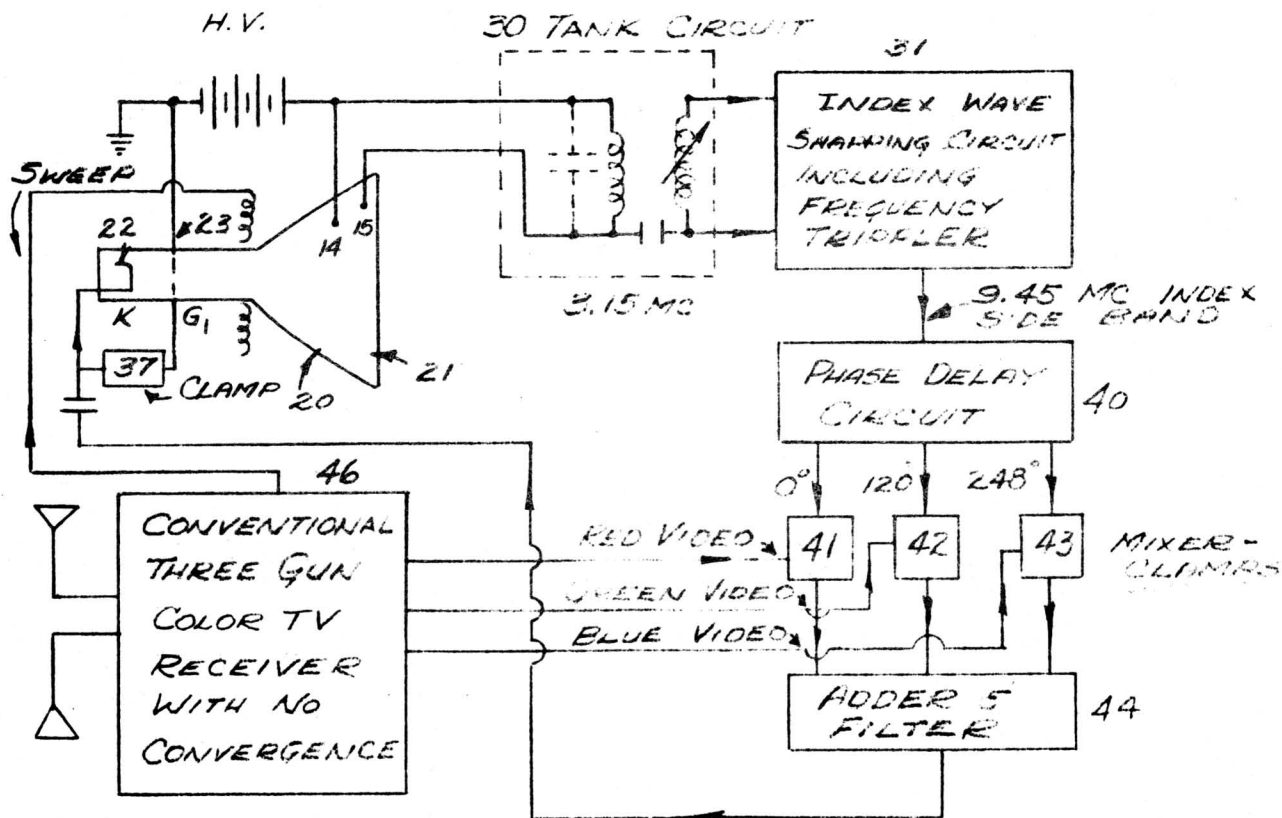 H.V.
30 TANK CIRCUIT
31
INDEX WAVE
SHAPPING CIRCUIT
INCLUDING
FREQUENCY
TRIPPLER
SWEEP
22
23
14
15
K
G1
37
CLAMP
20
21
3.15 MC
9.45 MC INDEX
SIDE BAND
PHASE DELAY
CIRCUIT
40
0°
120°
248°
46
CONVENTIONAL
THREE GUN
COLOR TV
RECEIVER
WITH NO
CONVERGENCE
RED VIDEO
GREEN VIDEO
BLUE VIDEO
41
42
43
MIXER-
CLAMPS
ADDER &
FILTER
44